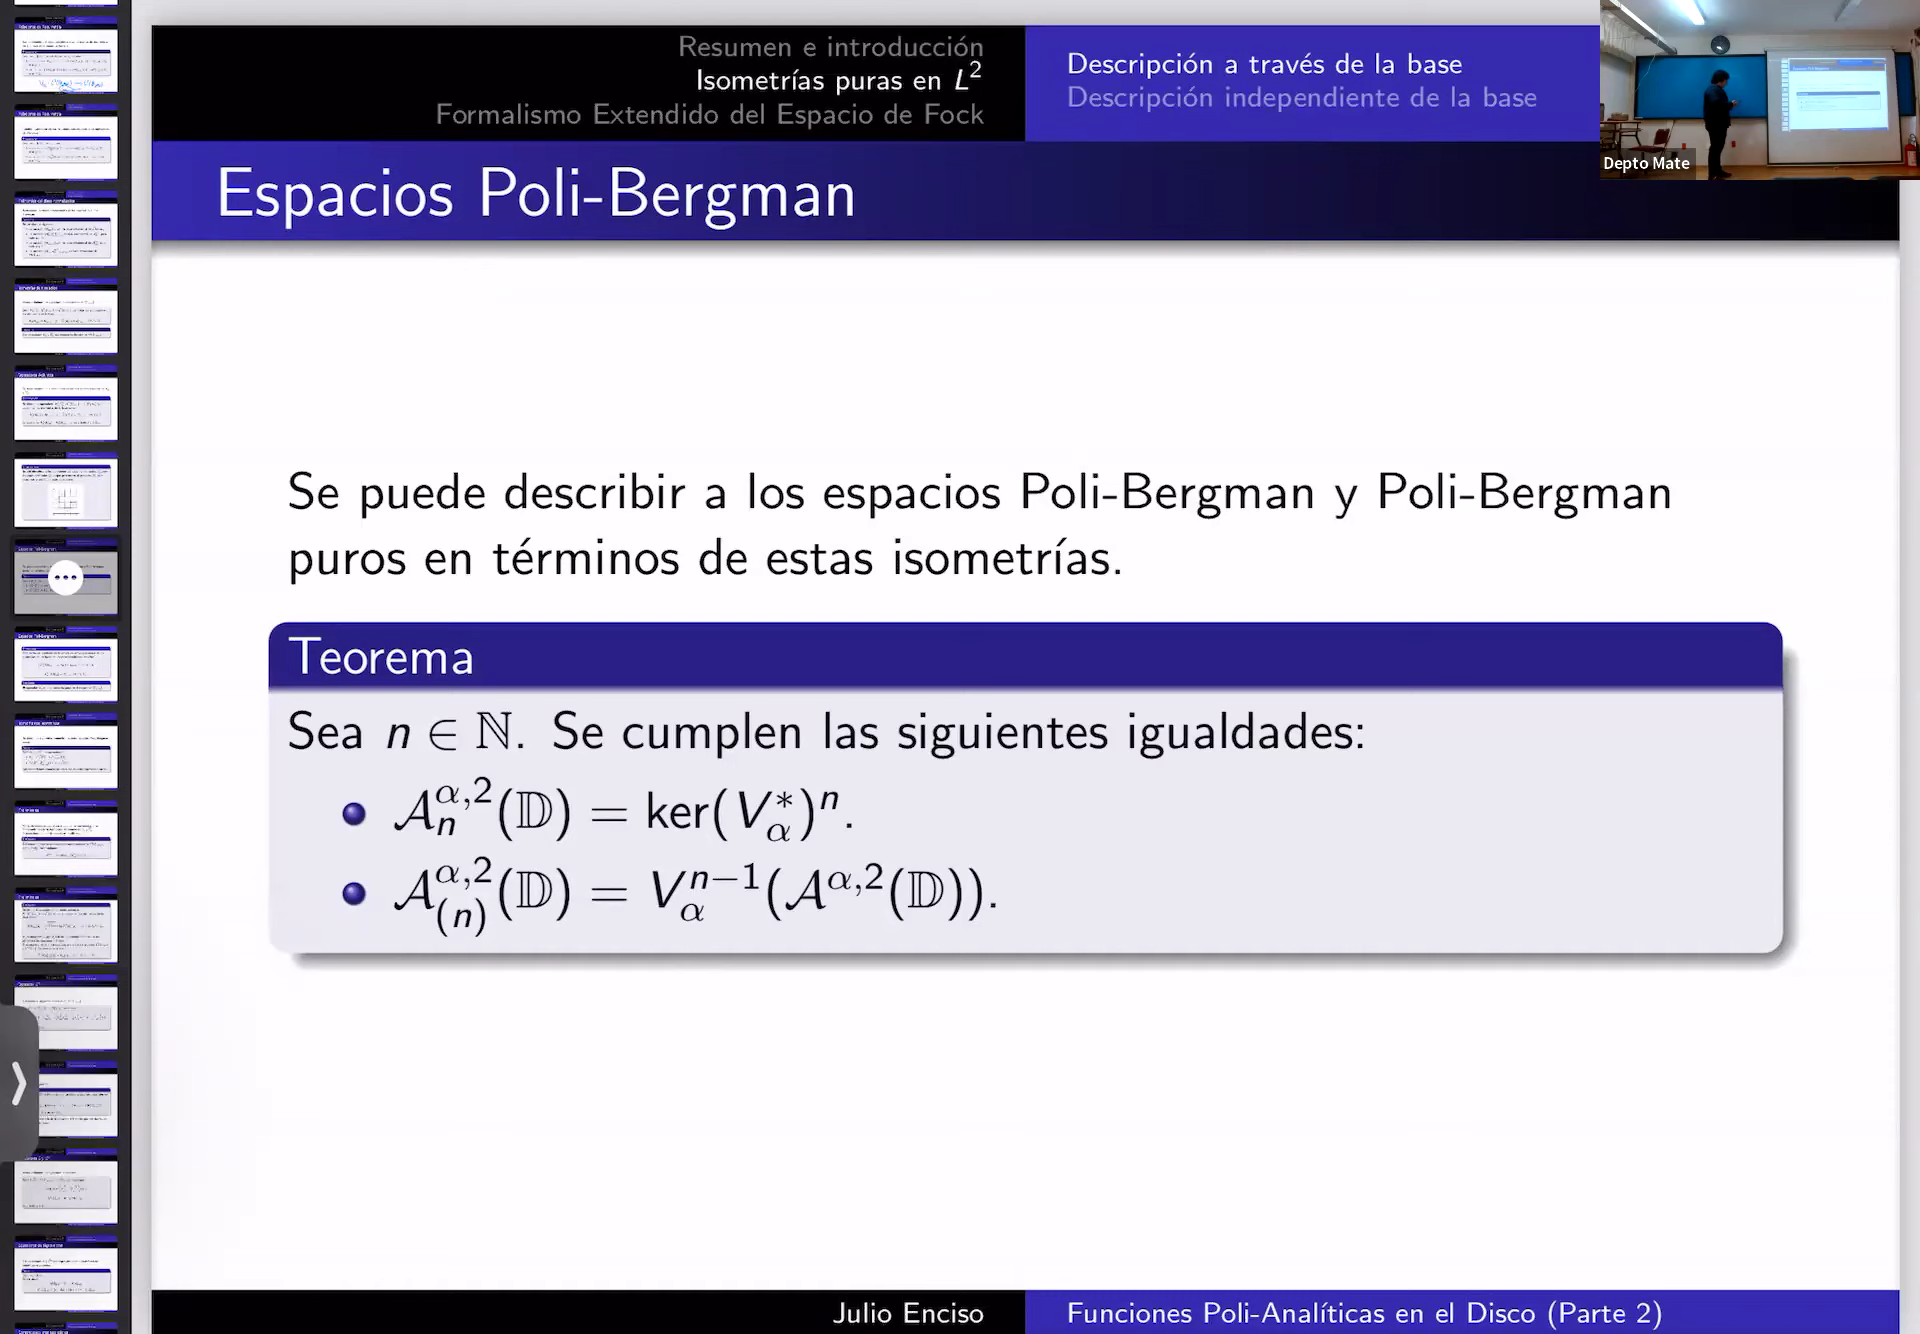 Resumen e introducción
Isometrías puras en L²
Formalismo Extendido del Espacio de Fock
Descripción a través de la base
Descripción independiente de la base
Depto Mate
Espacios Poli-Bergman
Se puede describir a los espacios Poli-Bergman y Poli-Bergman
puros en términos de estas isometrías.
Teorema
Sea n ∈ ℕ. Se cumplen las siguientes igualdades:
• 𝒜_n^{α,2}(𝔻) = ker(V_α^*)^n.
• 𝒜_{(n)}^{α,2}(𝔻) = V_α^{n−1}(𝒜^{α,2}(𝔻)).
Julio Enciso
Funciones Poli-Analíticas en el Disco (Parte 2)